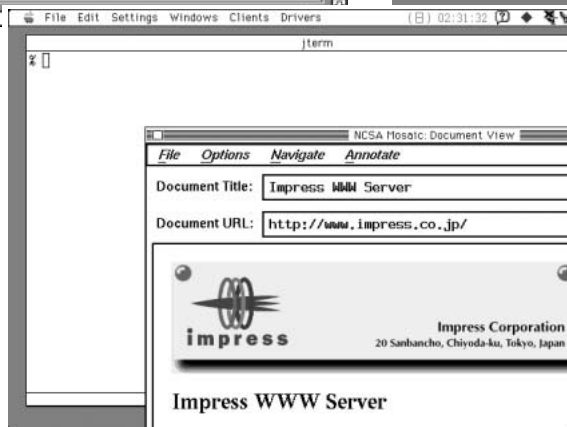 File Edit Settings Windows Clients Drivers (日) 02:31:32
jterm
%
NCSA Mosaic: Document View
File Options Navigate Annotate
Document Title: Impress WWW Server
Document URL: http://www.impress.co.jp/
impress
Impress Corporation
20 Sanbancho, Chiyoda-ku, Tokyo, Japan
Impress WWW Server